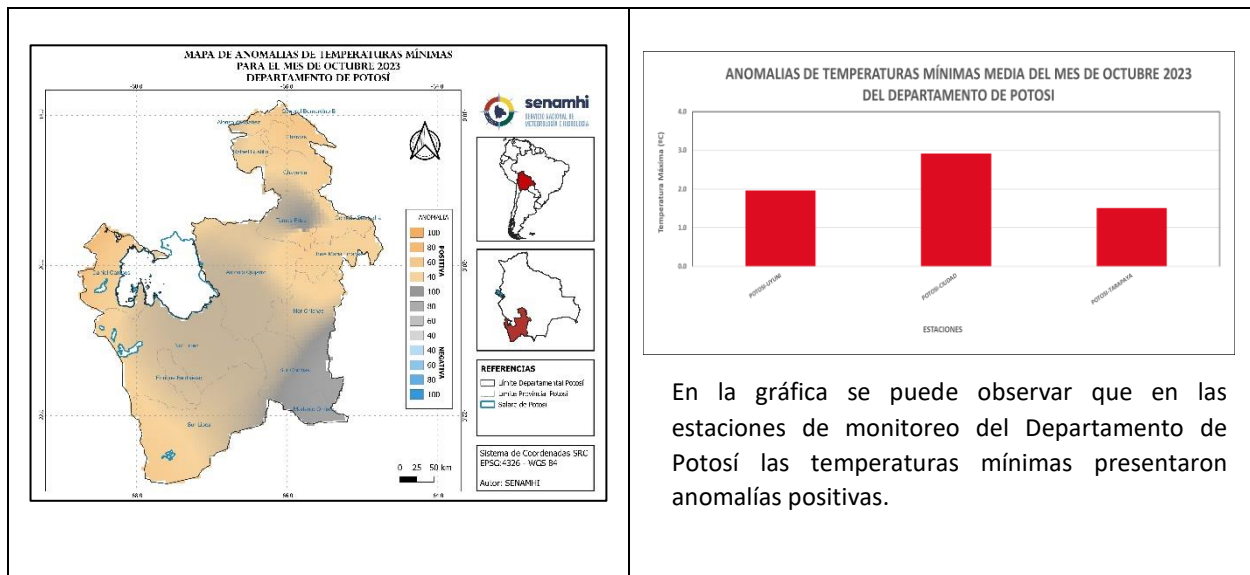 MAPA DE ANOMALIAS DE TEMPERATURAS MÍNIMAS
PARA EL MES DE OCTUBRE 2023
DEPARTAMENTO DE POTOSÍ
senamhi
SERVICIO NACIONAL DE
METEOROLOGÍA E HIDROLOGÍA
ANOMALIA
100
80
60
40
POSITIVA
100
80
60
40
40
60
80
100
NEGATIVA
REFERENCIAS
Límite Departamental Potosí
Límite Provincial Potosí
Salars de Potosí
0 25 50 km
Sistema de Coordenadas SRC
EPSG:4326 - WGS 84
Autor: SENAMHI
ANOMALIAS DE TEMPERATURAS MÍNIMAS MEDIA DEL MES DE OCTUBRE 2023
DEL DEPARTAMENTO DE POTOSI
Temperatura Máxima (ºC)
4.0
3.0
2.0
1.0
0.0
POTOSI-UYUNI
POTOSI-CIUDAD
POTOSI-TARAPAYA
ESTACIONES
En la gráfica se puede observar que en las
estaciones de monitoreo del Departamento de
Potosí las temperaturas mínimas presentaron
anomalías positivas.